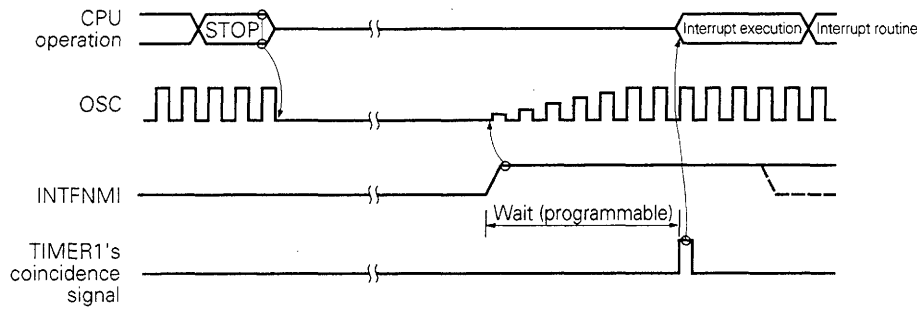 CPU
operation
STOP
Interrupt execution
Interrupt routine
OSC
INTFNMI
Wait (programmable)
TIMER1's
coincidence
signal